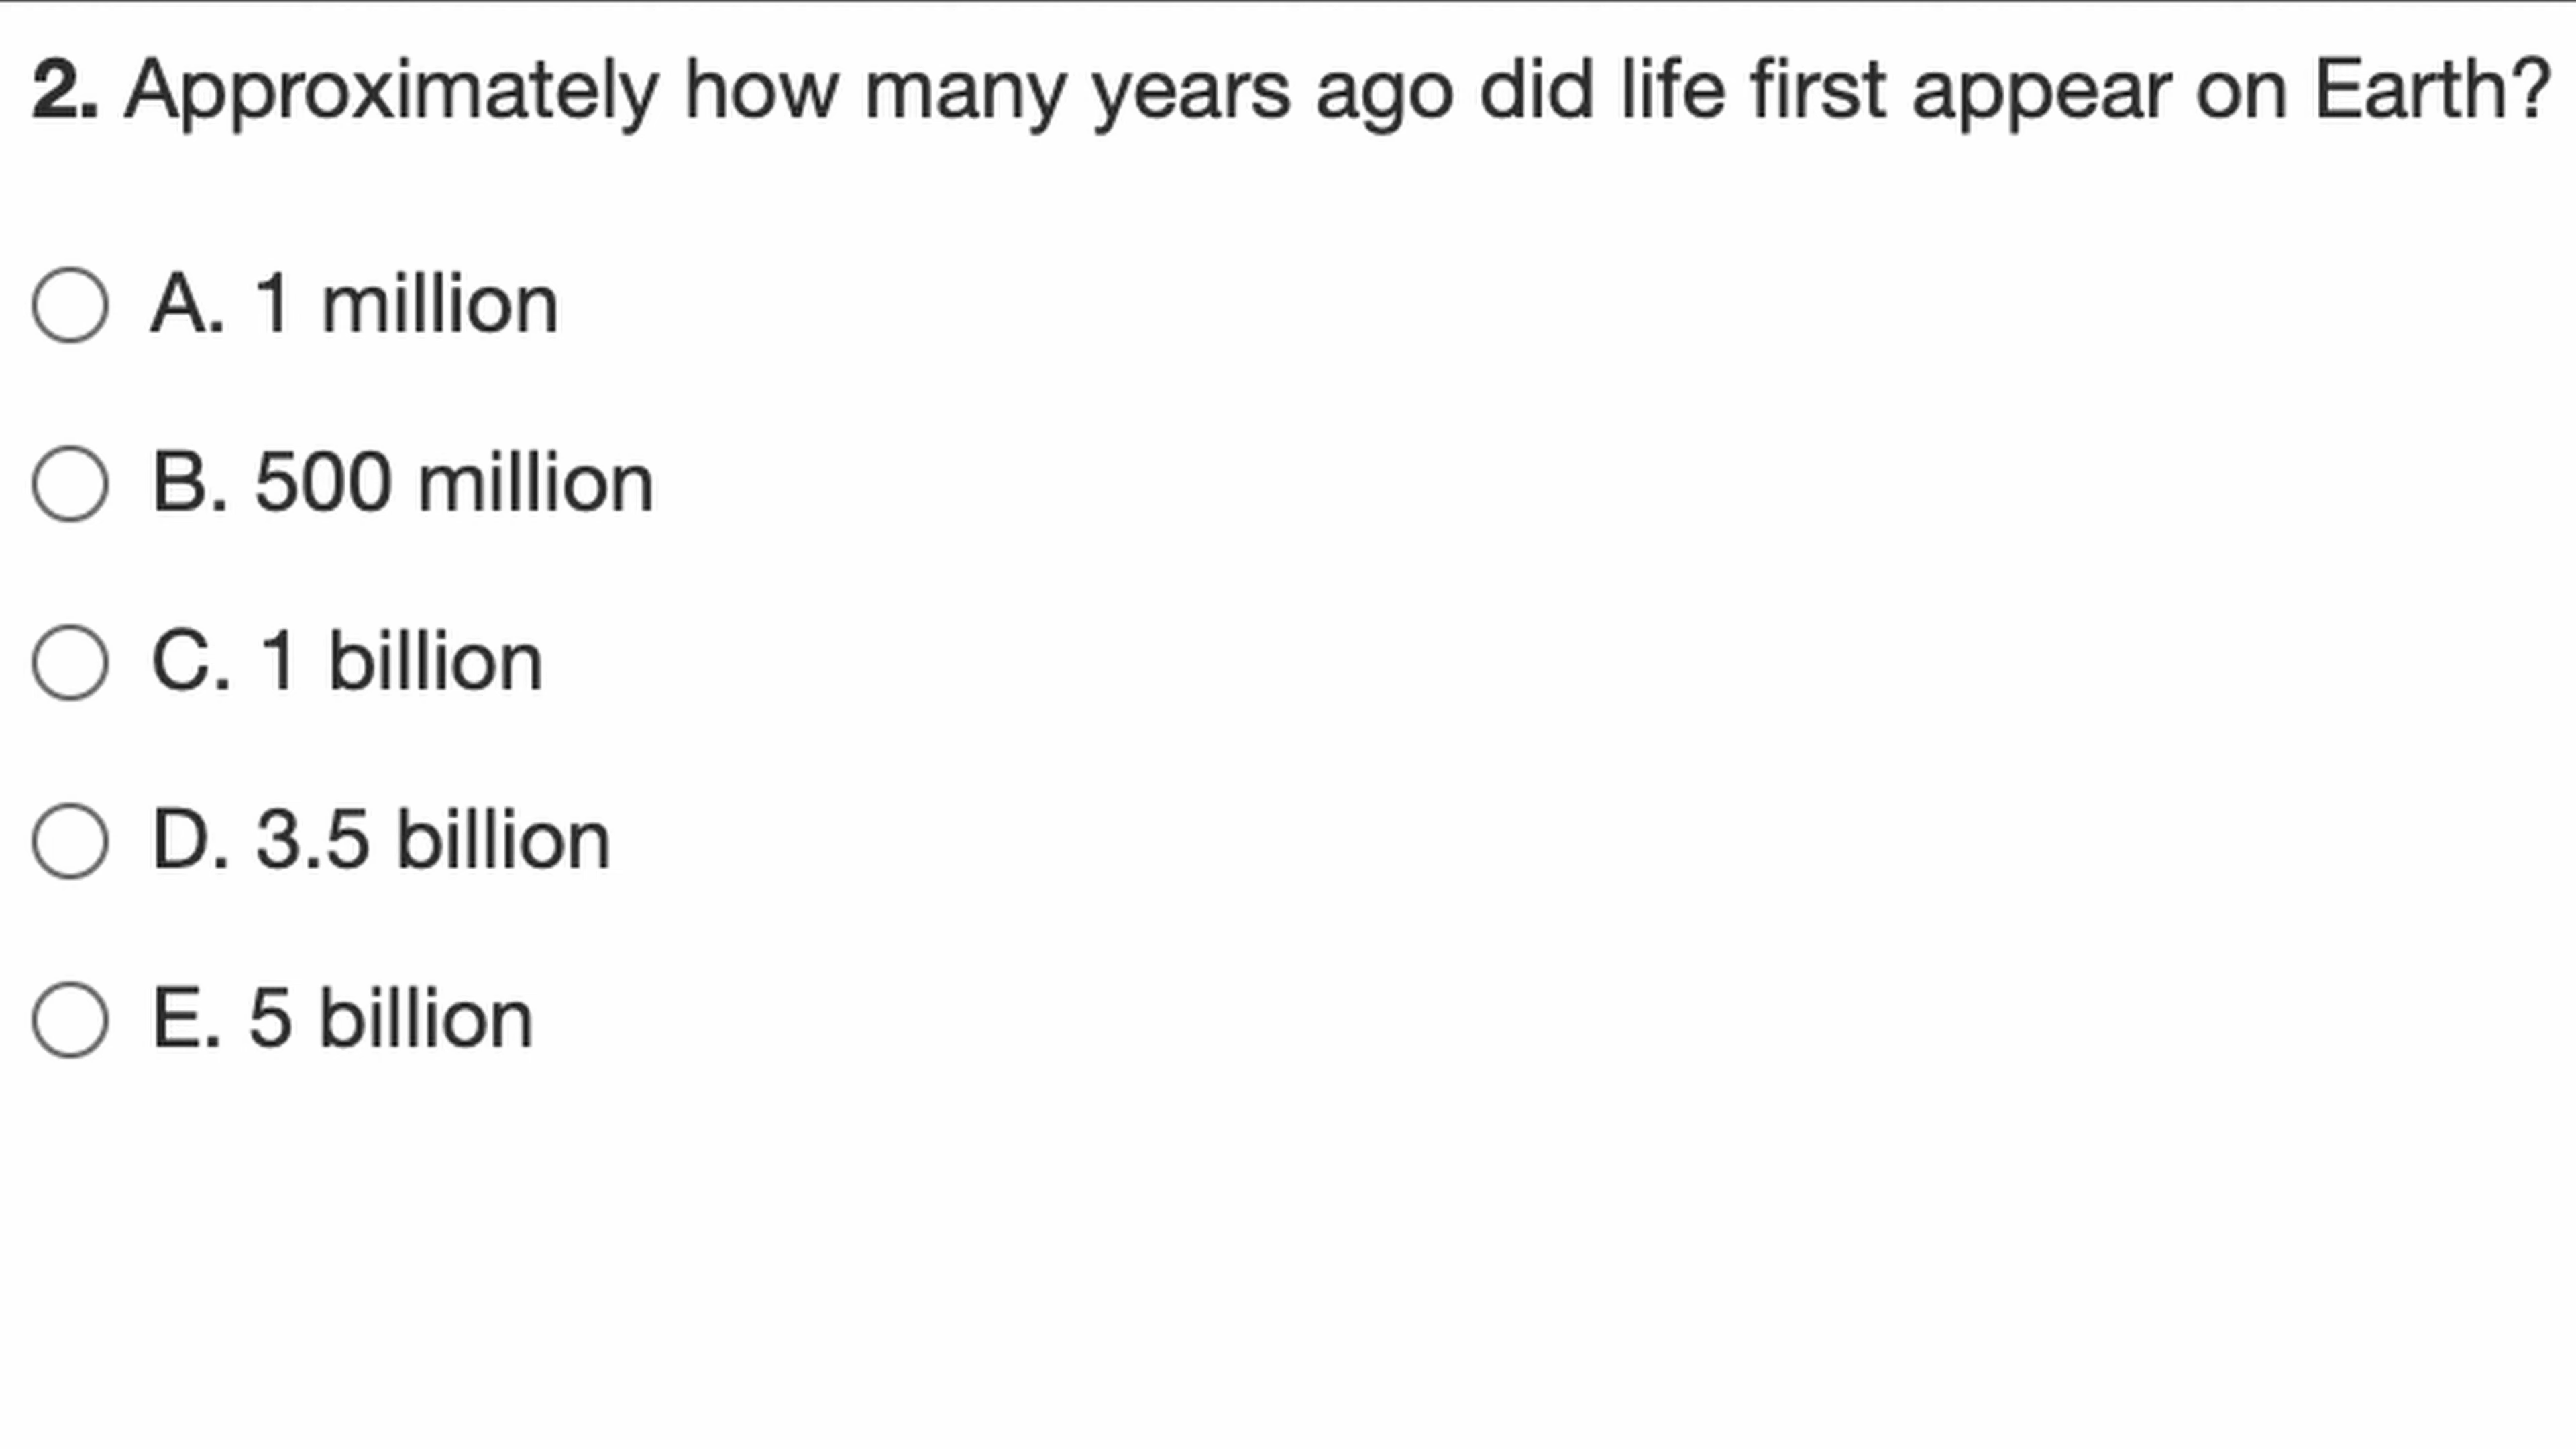 2. Approximately how many years ago did life first appear on Earth?
A. 1 million
B. 500 million
C. 1 billion
D. 3.5 billion
E. 5 billion